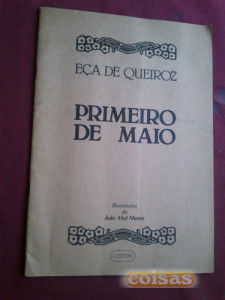 EÇA DE QUEIROZ
PRIMEIRO
DE MAIO
Ilustrações
de
João Abel Manta
coisas